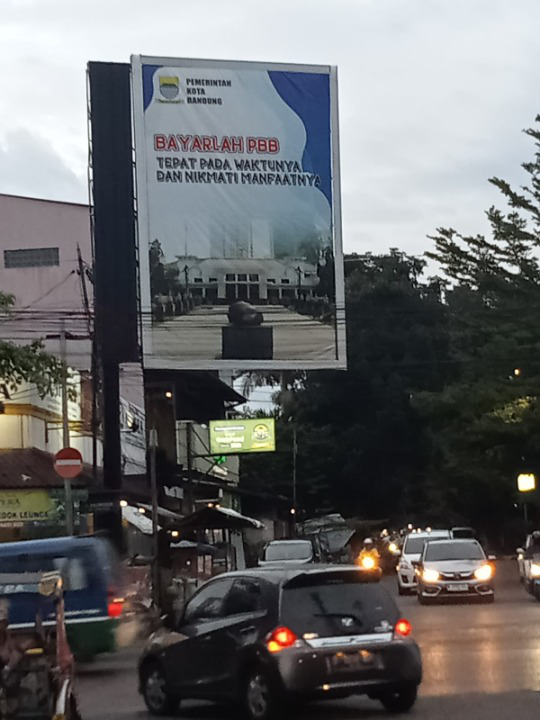 PEMERINTAH
KOTA
BANDUNG
BAYARLAH PBB
TEPAT PADA WAKTUNYA
DAN NIKMATI MANFAATNYA